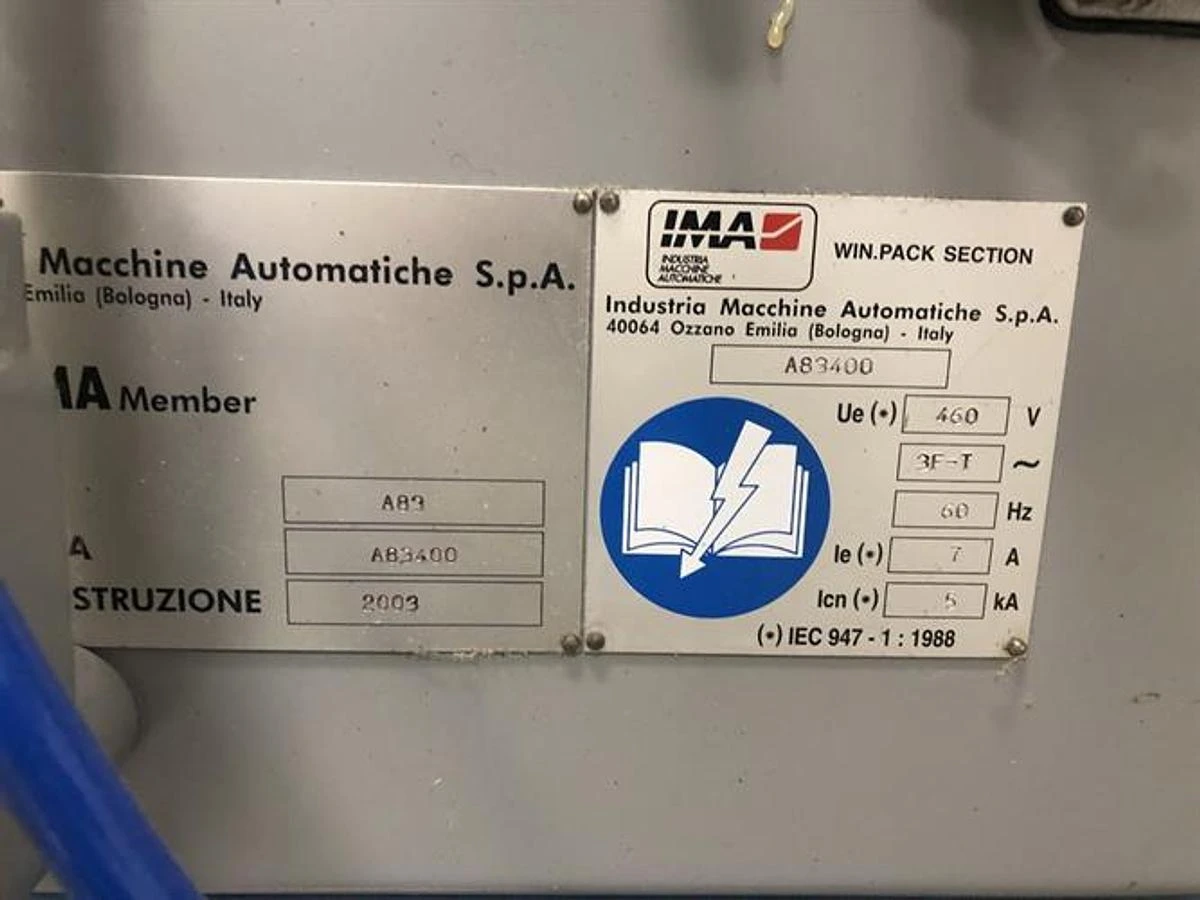 Macchine Automatiche S.p.A.
Emilia (Bologna) - Italy
MA Member
A83
A A83400
STRUZIONE 2003
IMA
INDUSTRIA
MACCHINE
AUTOMATICHE
WIN.PACK SECTION
Industria Macchine Automatiche S.p.A.
40064 Ozzano Emilia (Bologna) - Italy
A83400
Ue (•) 460 V
3F-T ~
60 Hz
Ie (•) 7 A
Icn (•) 5 kA
(•) IEC 947 - 1 : 1988